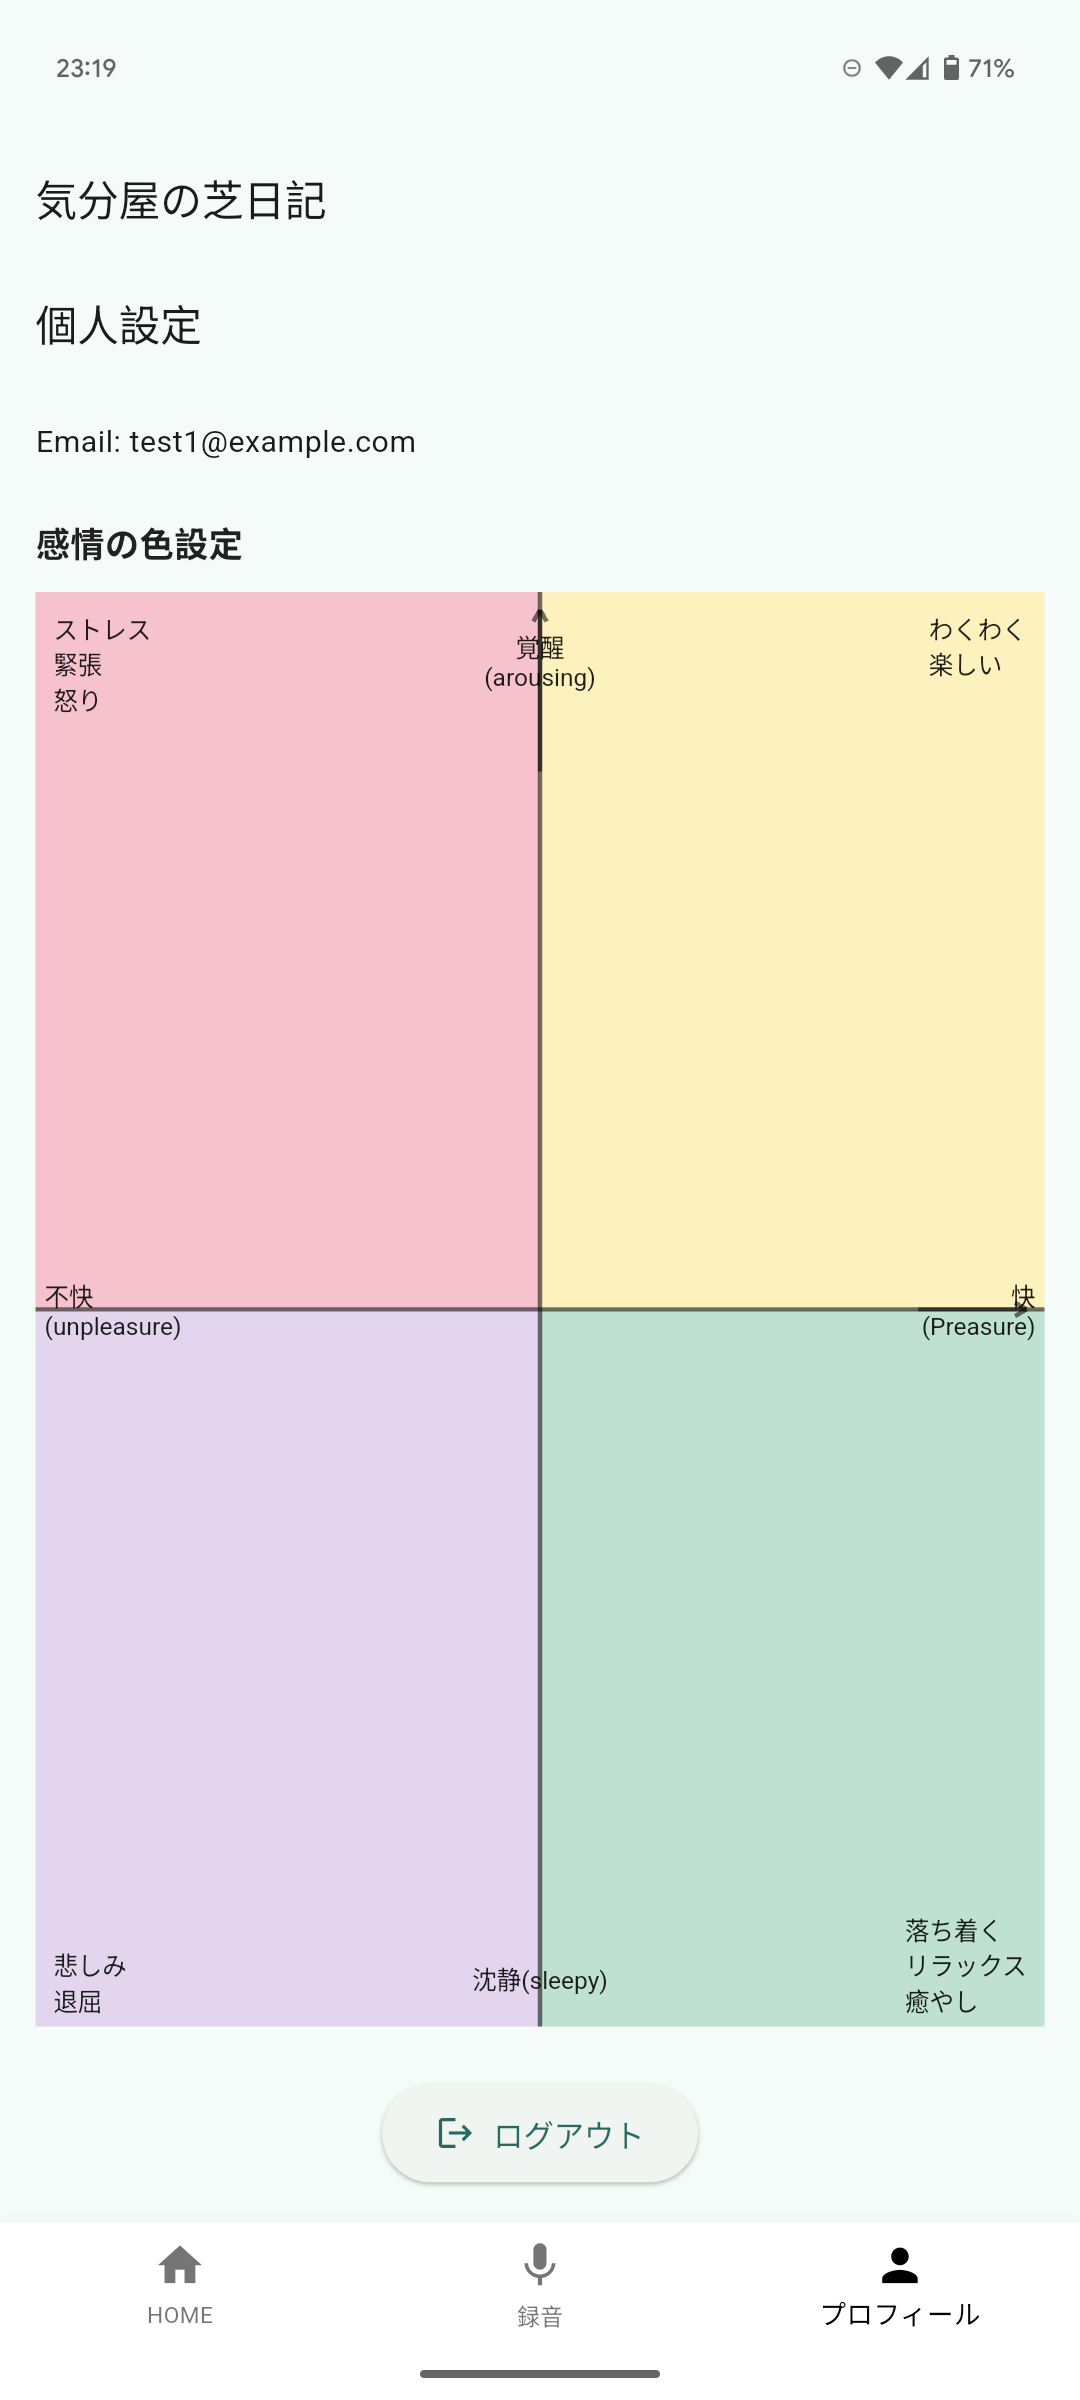 23:19
71%
気分屋の芝日記
個人設定
Email: test1@example.com
感情の色設定
ストレス
緊張
怒り
覚醒
(arousing)
わくわく
楽しい
不快
(unpleasure)
快
(Preasure)
悲しみ
退屈
沈静(sleepy)
落ち着く
リラックス
癒やし
ログアウト
HOME
録音
プロフィール